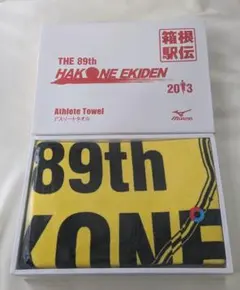 箱根
駅伝
THE 89th
HAKONE EKIDEN
2013
Athlete Towel
アスリートタオル
MIZUNO
89th
KONE